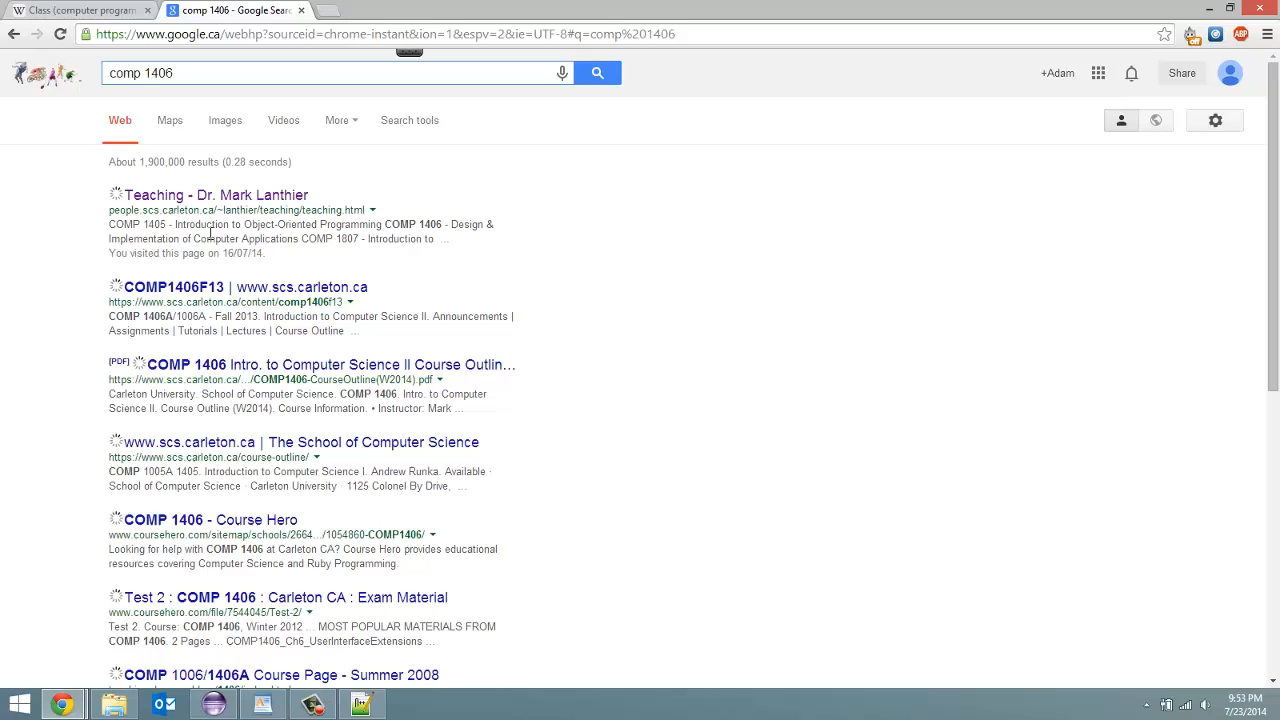 Class (computer program
comp 1406 - Google Sear
https://www.google.ca/webhp?sourceid=chrome-instant&ion=1&espv=2&ie=UTF-8#q=comp%201406
off
ABP
comp 1406
+Adam
Share
Web
Maps
Images
Videos
More
Search tools
About 1,900,000 results (0.28 seconds)
Teaching - Dr. Mark Lanthier
people.scs.carleton.ca/~lanthier/teaching/teaching.html
COMP 1405 - Introduction to Object-Oriented Programming COMP 1406 - Design &
Implementation of Computer Applications COMP 1807 - Introduction to ...
You visited this page on 16/07/14.
COMP1406F13 | www.scs.carleton.ca
https://www.scs.carleton.ca/content/comp1406f13
COMP 1406A/1006A - Fall 2013. Introduction to Computer Science II. Announcements |
Assignments | Tutorials | Lectures | Course Outline ...
[PDF] COMP 1406 Intro. to Computer Science II Course Outlin...
https://www.scs.carleton.ca/.../COMP1406-CourseOutline(W2014).pdf
Carleton University. School of Computer Science. COMP 1406. Intro. to Computer
Science II. Course Outline (W2014). Course Information. • Instructor: Mark ...
www.scs.carleton.ca | The School of Computer Science
https://www.scs.carleton.ca/course-outline/
COMP 1005A 1405. Introduction to Computer Science I. Andrew Runka. Available ·
School of Computer Science · Carleton University · 1125 Colonel By Drive, ...
COMP 1406 - Course Hero
www.coursehero.com/sitemap/schools/2664.../1054860-COMP1406/
Looking for help with COMP 1406 at Carleton CA? Course Hero provides educational
resources covering Computer Science and Ruby Programming.
Test 2 : COMP 1406 : Carleton CA : Exam Material
www.coursehero.com/file/7544045/Test-2/
Test 2. Course: COMP 1406, Winter 2012 ... MOST POPULAR MATERIALS FROM
COMP 1406. 2 Pages ... COMP1406_Ch6_UserInterfaceExtensions ...
COMP 1006/1406A Course Page - Summer 2008
9:53 PM
7/23/2014